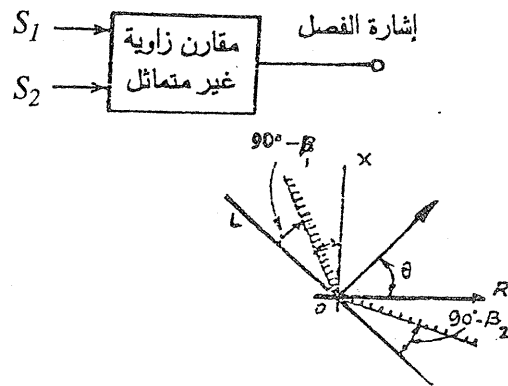 S1
S2
مقارن زاوية
غير متماثل
إشارة الفصل
90°-β1
X
L
θ
O
R
90°-β2